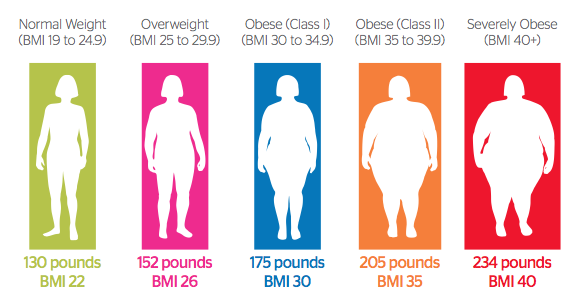 Normal Weight
(BMI 19 to 24.9)
Overweight
(BMI 25 to 29.9)
Obese (Class I)
(BMI 30 to 34.9)
Obese (Class II)
(BMI 35 to 39.9)
Severely Obese
(BMI 40+)
130 pounds
BMI 22
152 pounds
BMI 26
175 pounds
BMI 30
205 pounds
BMI 35
234 pounds
BMI 40